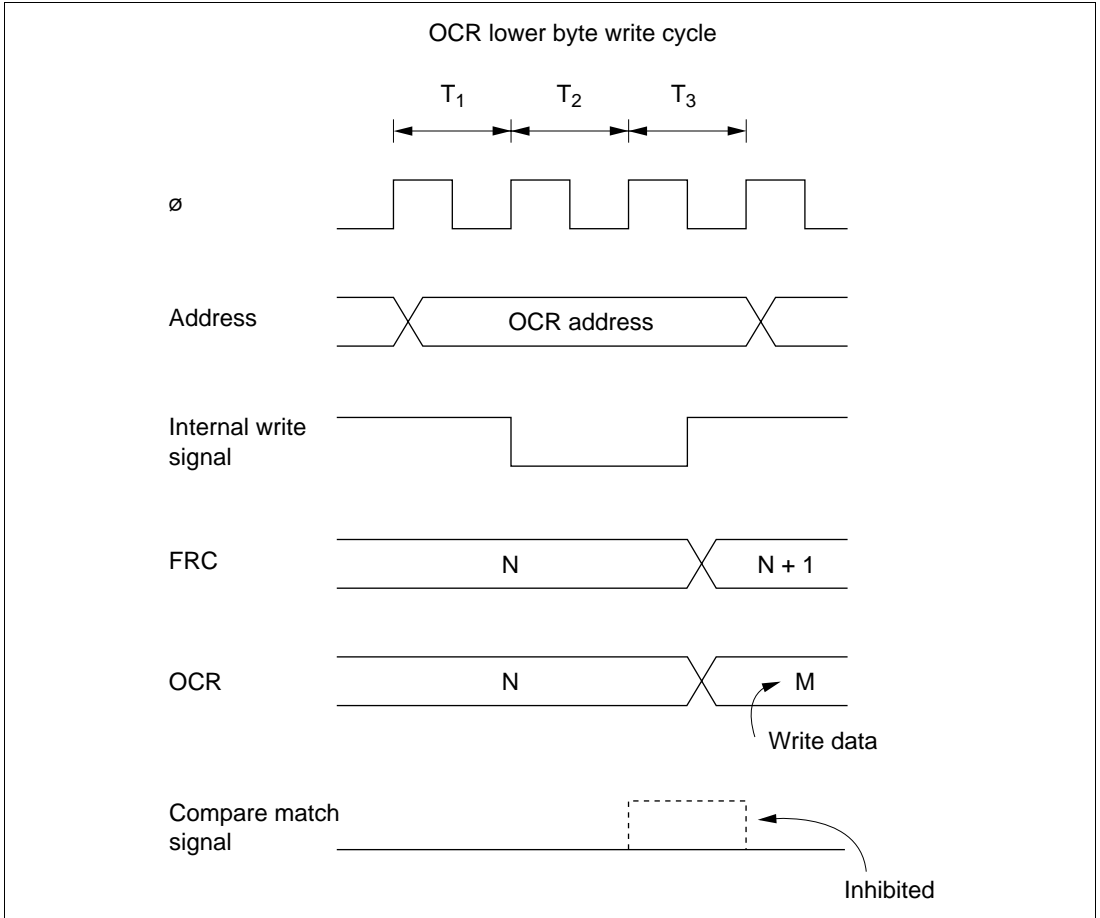 OCR lower byte write cycle
T₁ T₂ T₃
ø
Address
OCR address
Internal write
signal
FRC
N
N + 1
OCR
N
M
Write data
Compare match
signal
Inhibited